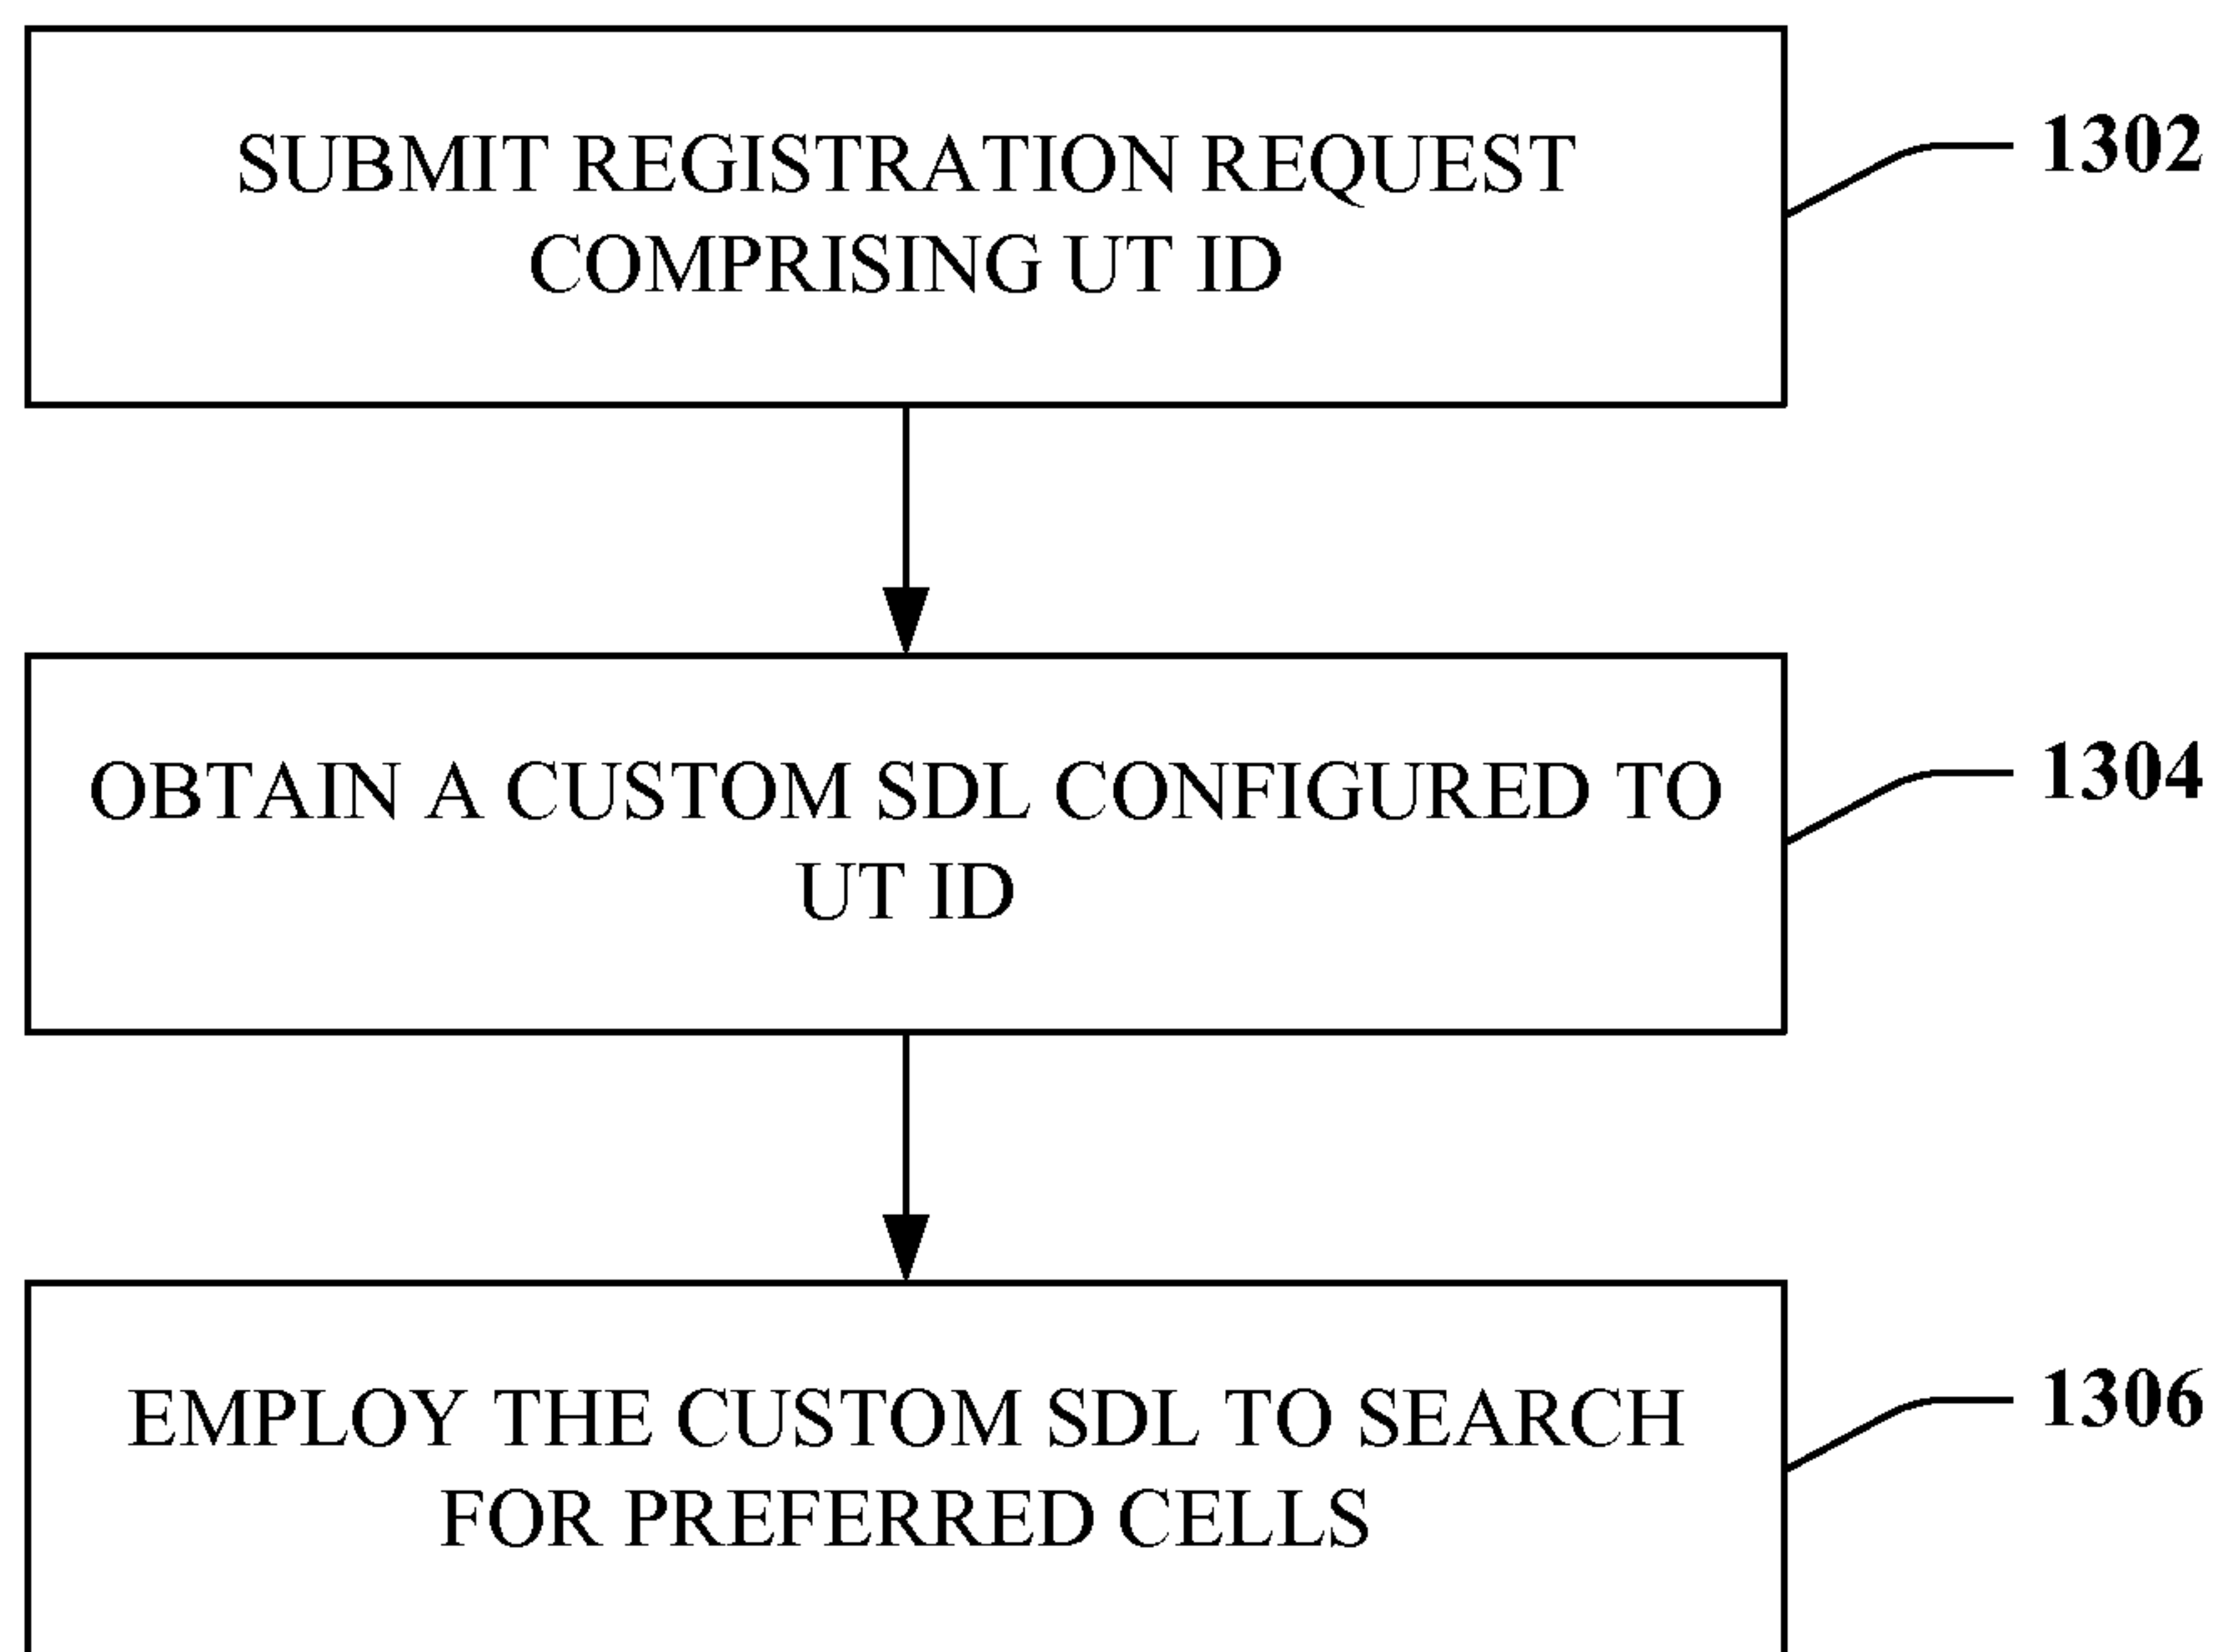 SUBMIT REGISTRATION REQUEST
COMPRISING UT ID
1302
OBTAIN A CUSTOM SDL CONFIGURED TO
UT ID
1304
EMPLOY THE CUSTOM SDL TO SEARCH
FOR PREFERRED CELLS
1306